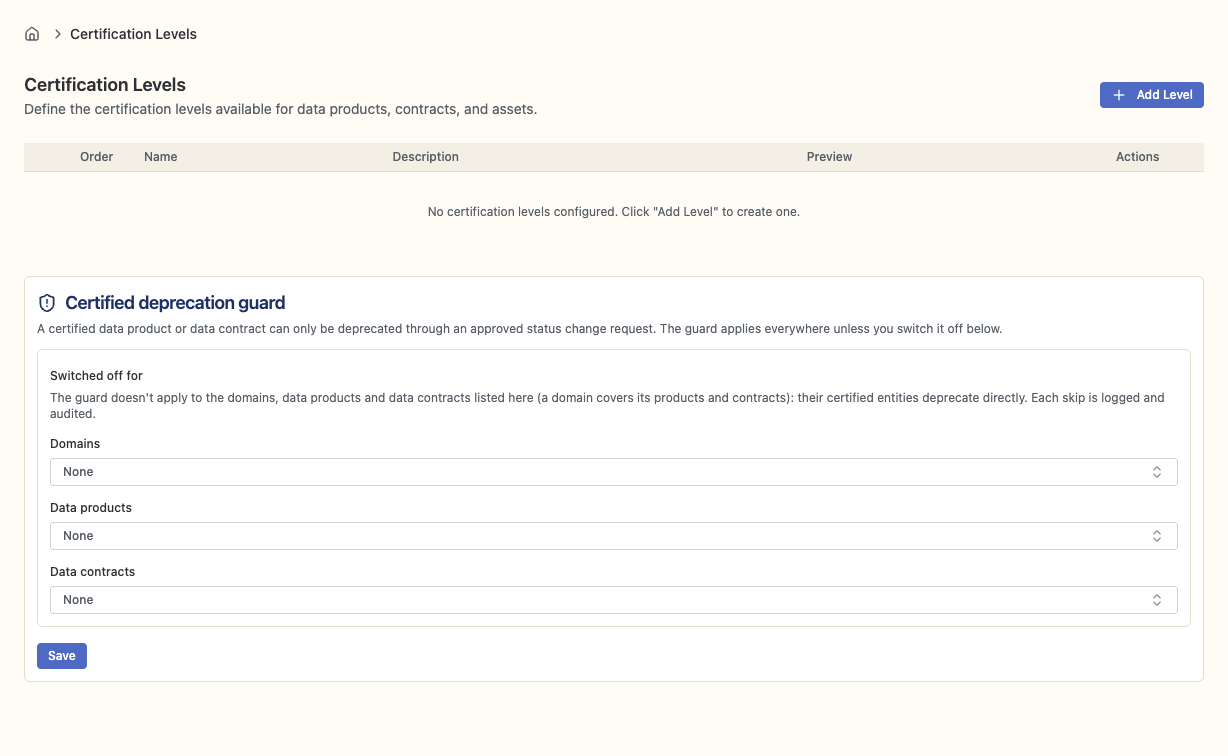 Certification Levels
Certification Levels
Define the certification levels available for data products, contracts, and assets.
Add Level
Order Name Description Preview Actions
No certification levels configured. Click "Add Level" to create one.
Certified deprecation guard
A certified data product or data contract can only be deprecated through an approved status change request. The guard applies everywhere unless you switch it off below.
Switched off for
The guard doesn't apply to the domains, data products and data contracts listed here (a domain covers its products and contracts): their certified entities deprecate directly. Each skip is logged and
audited.
Domains
None
Data products
None
Data contracts
None
Save